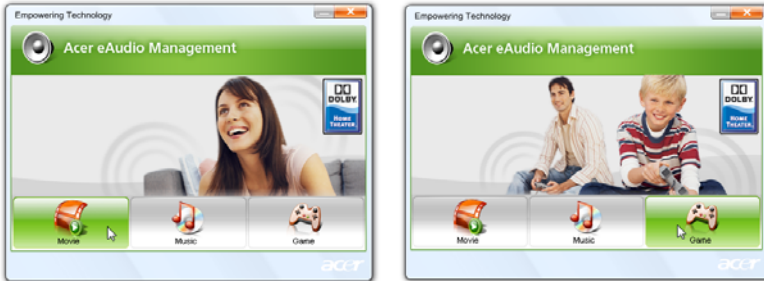 Empowering Technology
Acer eAudio Management
DOLBY
HOME
THEATER
Movie
Music
Game
acer
Empowering Technology
Acer eAudio Management
DOLBY
HOME
THEATER
Movie
Music
Game
acer